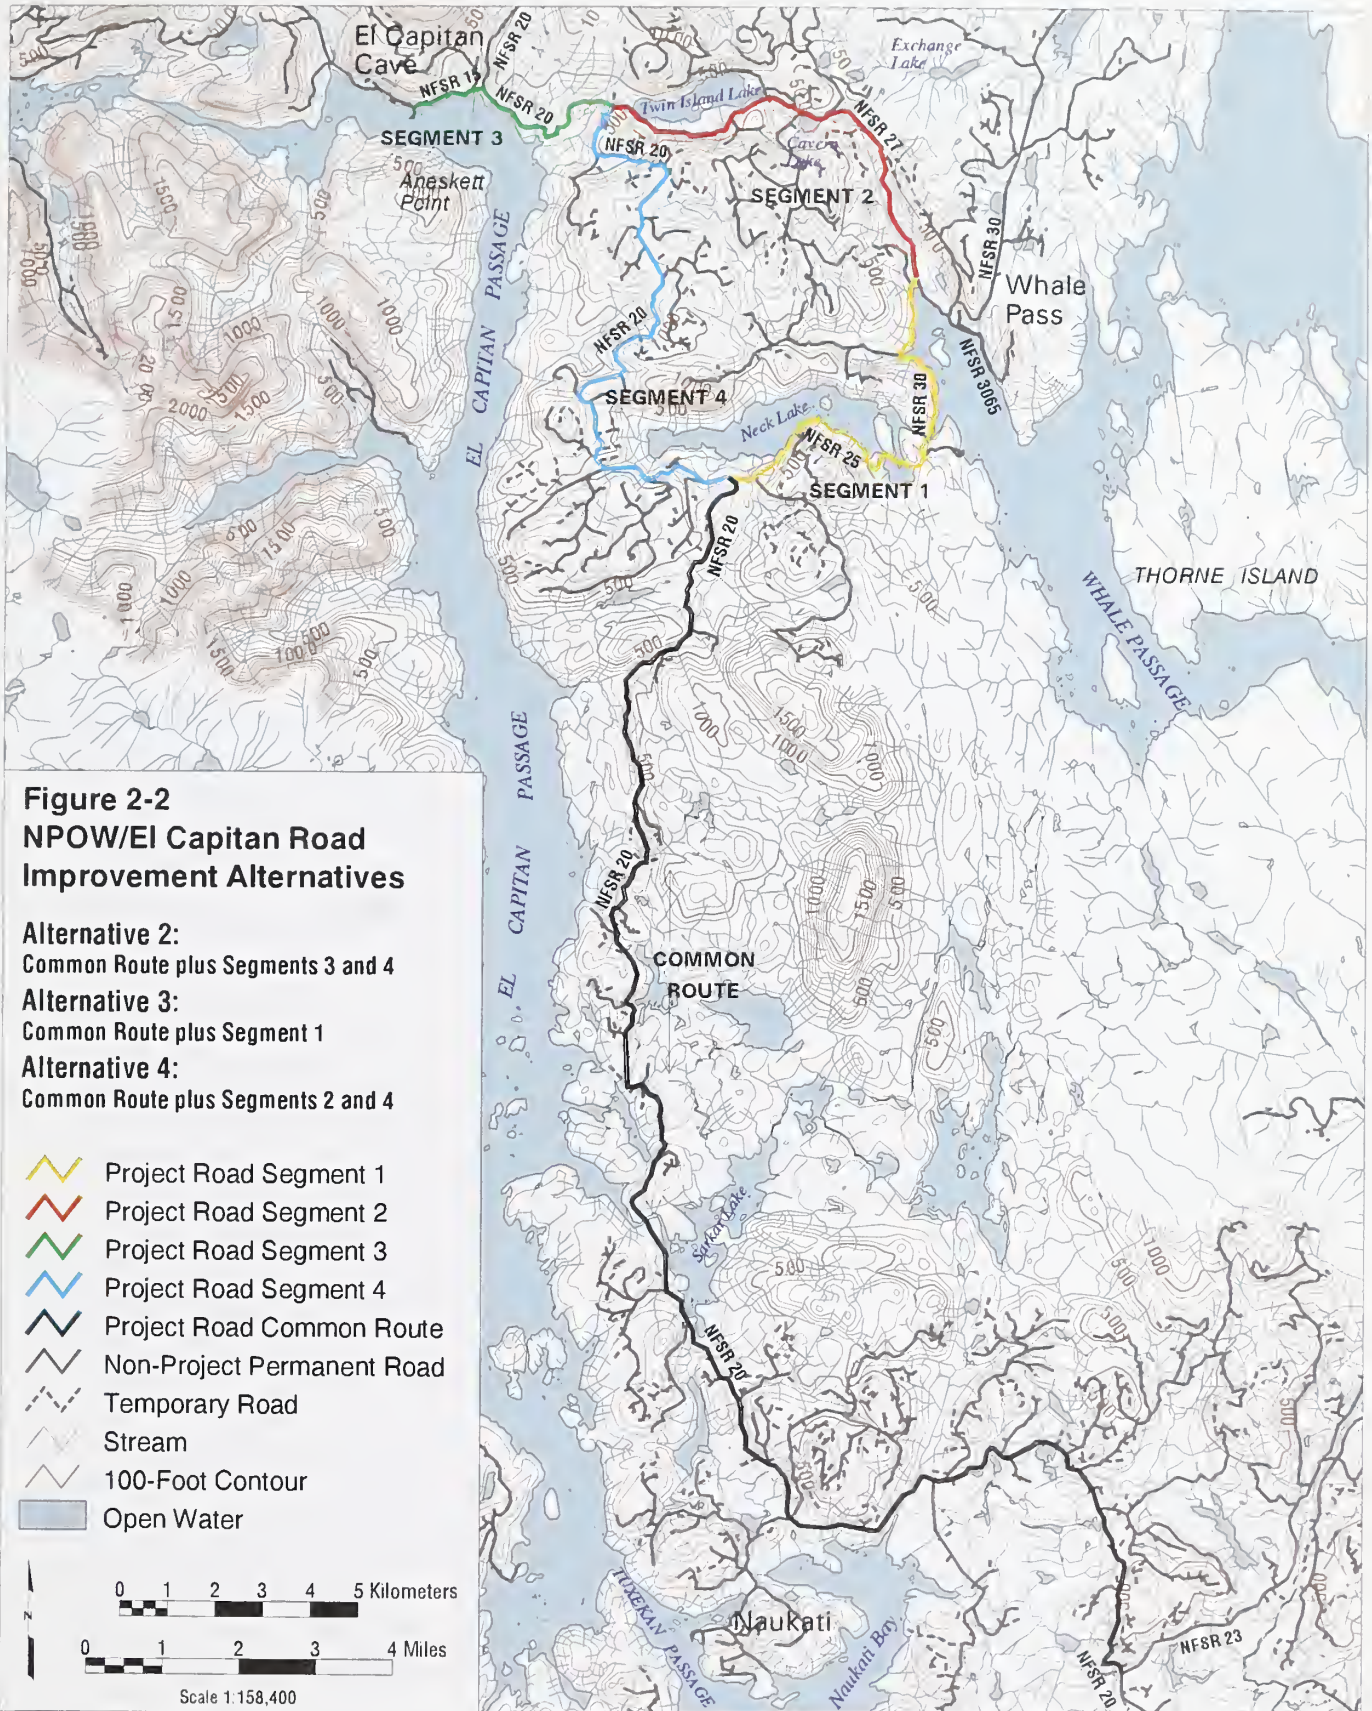 El Capitan
Cave
NFSR 20
NFSR 15
NFSR 20
SEGMENT 3
Aneskett
Point
Exchange
Lake
Twin Island Lake
NFSR 27
NFSR 20
Cavern
Lake
SEGMENT 2
NFSR 30
Whale
Pass
NFSR 20
NFSR 3065
NFSR 30
SEGMENT 4
Neck Lake
NFSR 25
SEGMENT 1
EL CAPITAN PASSAGE
NFSR 20
THORNE ISLAND
WHALE PASSAGE
EL CAPITAN PASSAGE
NFSR 20
COMMON
ROUTE
Sarkar Lake
NFSR 20
Naukati
TUXEKAN PASSAGE
Naukati Bay
NFSR 23
NFSR 20
500
1000
1500
2000
Figure 2-2
NPOW/El Capitan Road
Improvement Alternatives
Alternative 2:
Common Route plus Segments 3 and 4
Alternative 3:
Common Route plus Segment 1
Alternative 4:
Common Route plus Segments 2 and 4
Project Road Segment 1
Project Road Segment 2
Project Road Segment 3
Project Road Segment 4
Project Road Common Route
Non-Project Permanent Road
Temporary Road
Stream
100-Foot Contour
Open Water
N
0 1 2 3 4 5 Kilometers
0 1 2 3 4 Miles
Scale 1:158,400